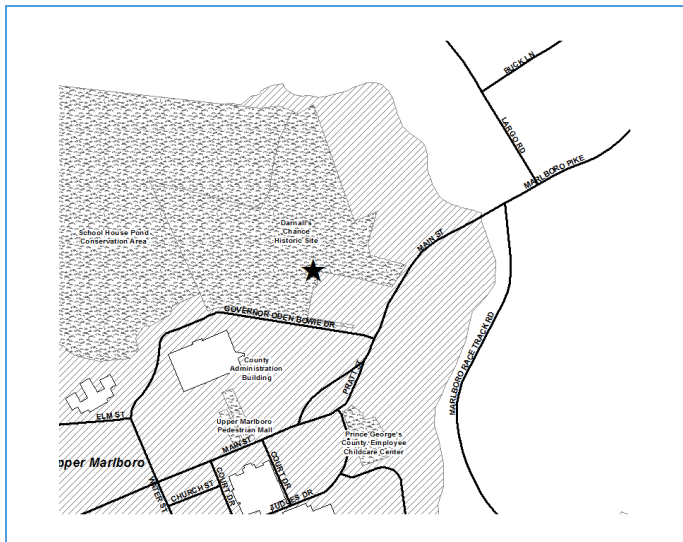 BUCK LN
LARGO RD
MARLBORO PIKE
School House Pond
Conservation Area
Darnall's
Chance
Historic Site
MAIN ST
GOVERNOR ODEN BOWIE DR
MARLBORO RACE TRACK RD
County
Administration
Building
PRATT ST
ELM ST
Upper Marlboro
Pedestrian Mall
MAIN ST
Prince George's
County Employee
Childcare Center
pper Marlboro
WATER ST
CHURCH ST
COURT DR
COURT DR
JUDGES DR